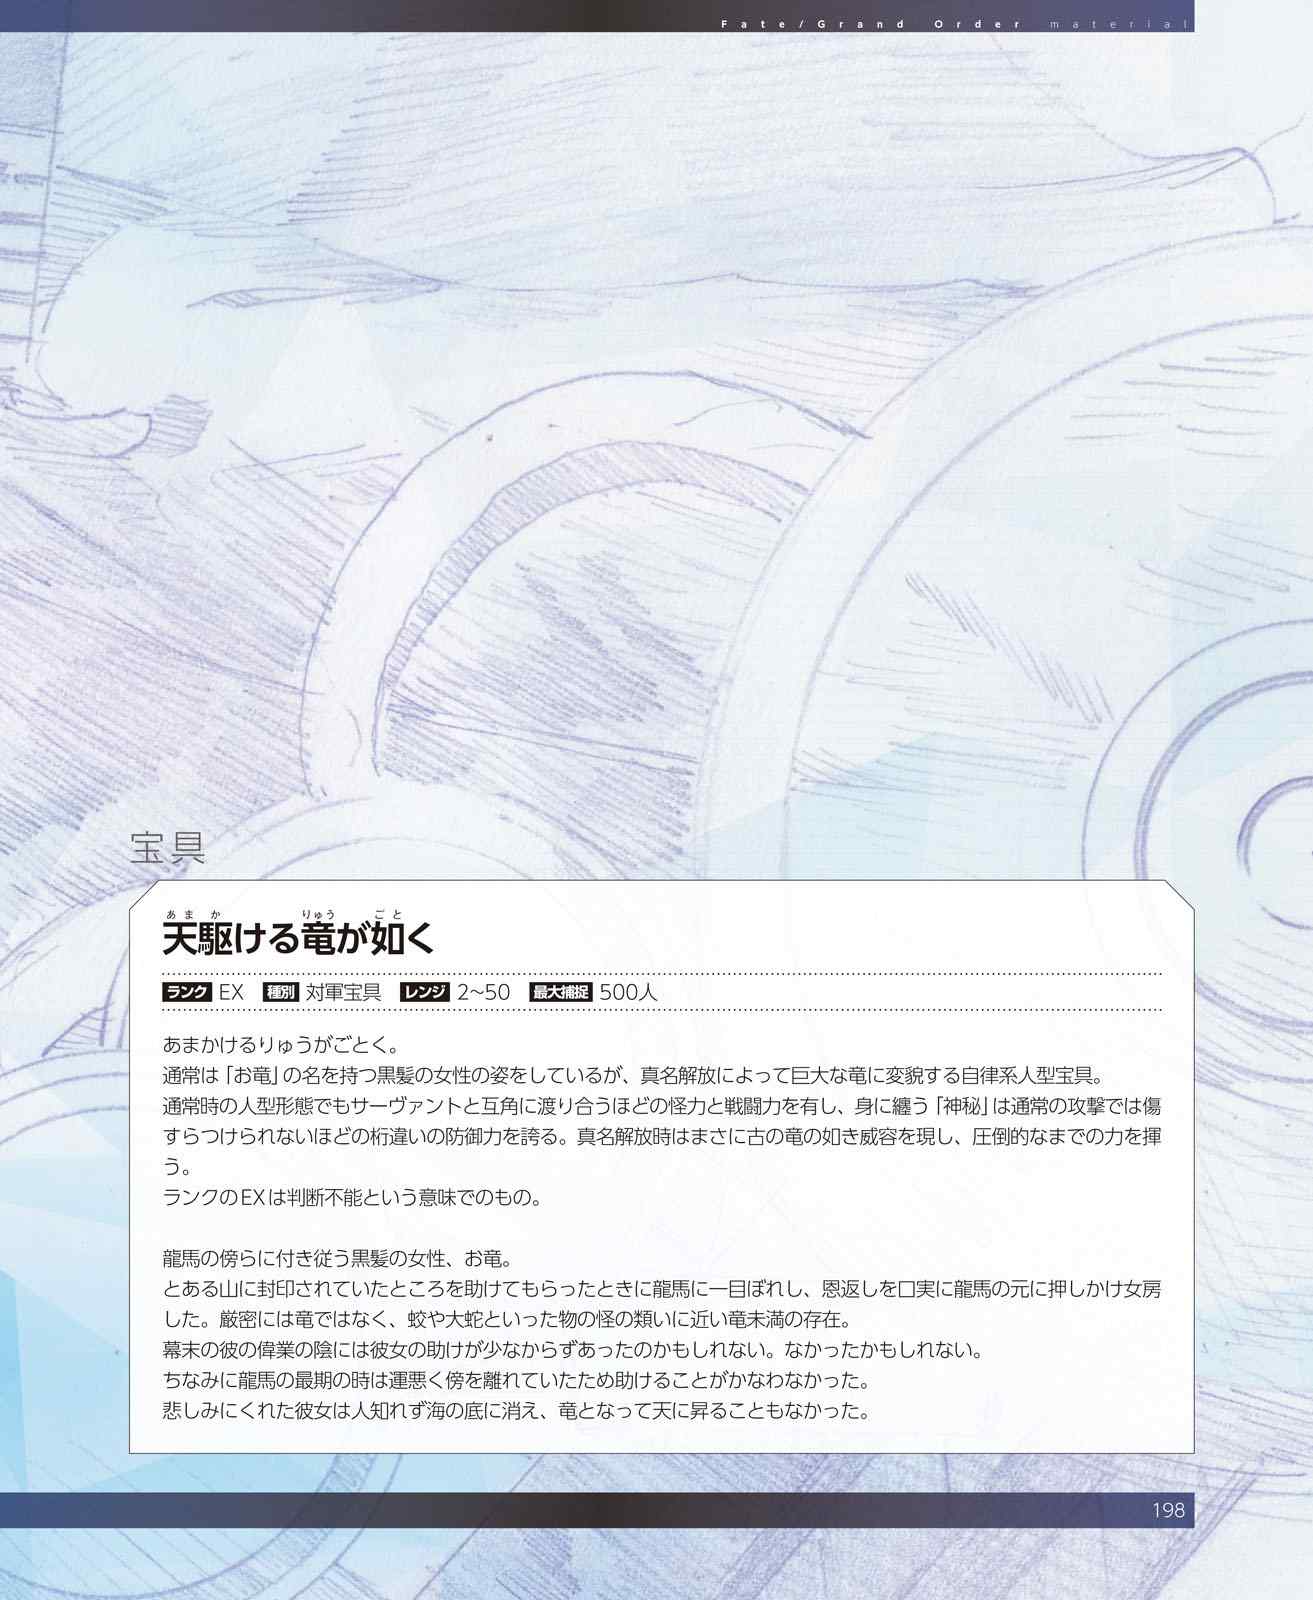 Fate/Grand Order material
宝具
あまか りゅう ごと
天駆ける竜が如く
ランク EX 種別 対軍宝具 レンジ 2〜50 最大捕捉 500人
あまかけるりゅうがごとく。
通常は「お竜」の名を持つ黒髪の女性の姿をしているが、真名解放によって巨大な竜に変貌する自律系人型宝具。
通常時の人型形態でもサーヴァントと互角に渡り合うほどの怪力と戦闘力を有し、身に纏う「神秘」は通常の攻撃では傷
すらつけられないほどの桁違いの防御力を誇る。真名解放時はまさに古の竜の如き威容を現し、圧倒的なまでの力を揮
う。
ランクのEXは判断不能という意味でのもの。
龍馬の傍らに付き従う黒髪の女性、お竜。
とある山に封印されていたところを助けてもらったときに龍馬に一目ぼれし、恩返しを口実に龍馬の元に押しかけ女房
した。厳密には竜ではなく、蛟や大蛇といった物の怪の類いに近い竜未満の存在。
幕末の彼の偉業の陰には彼女の助けが少なからずあったのかもしれない。なかったかもしれない。
ちなみに龍馬の最期の時は運悪く傍を離れていたため助けることがかなわなかった。
悲しみにくれた彼女は人知れず海の底に消え、竜となって天に昇ることもなかった。
198